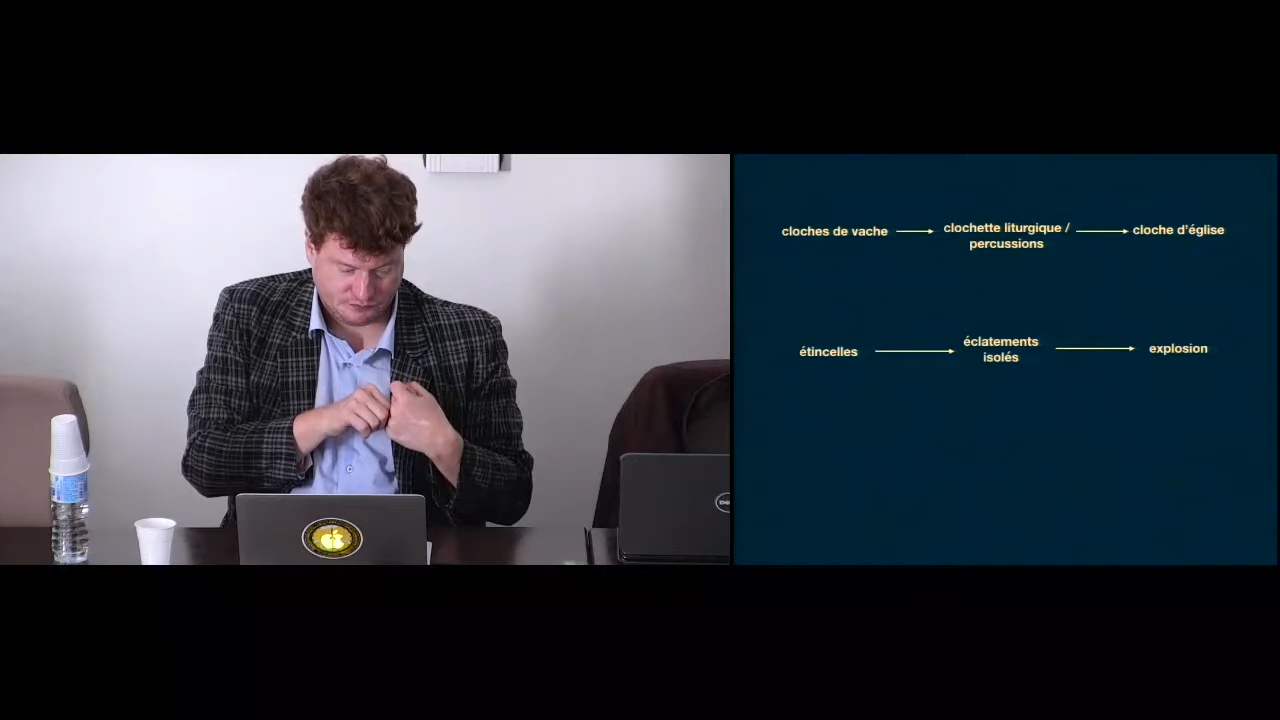 cloches de vache
clochette liturgique /
percussions
cloche d'église
étincelles
éclatements
isolés
explosion